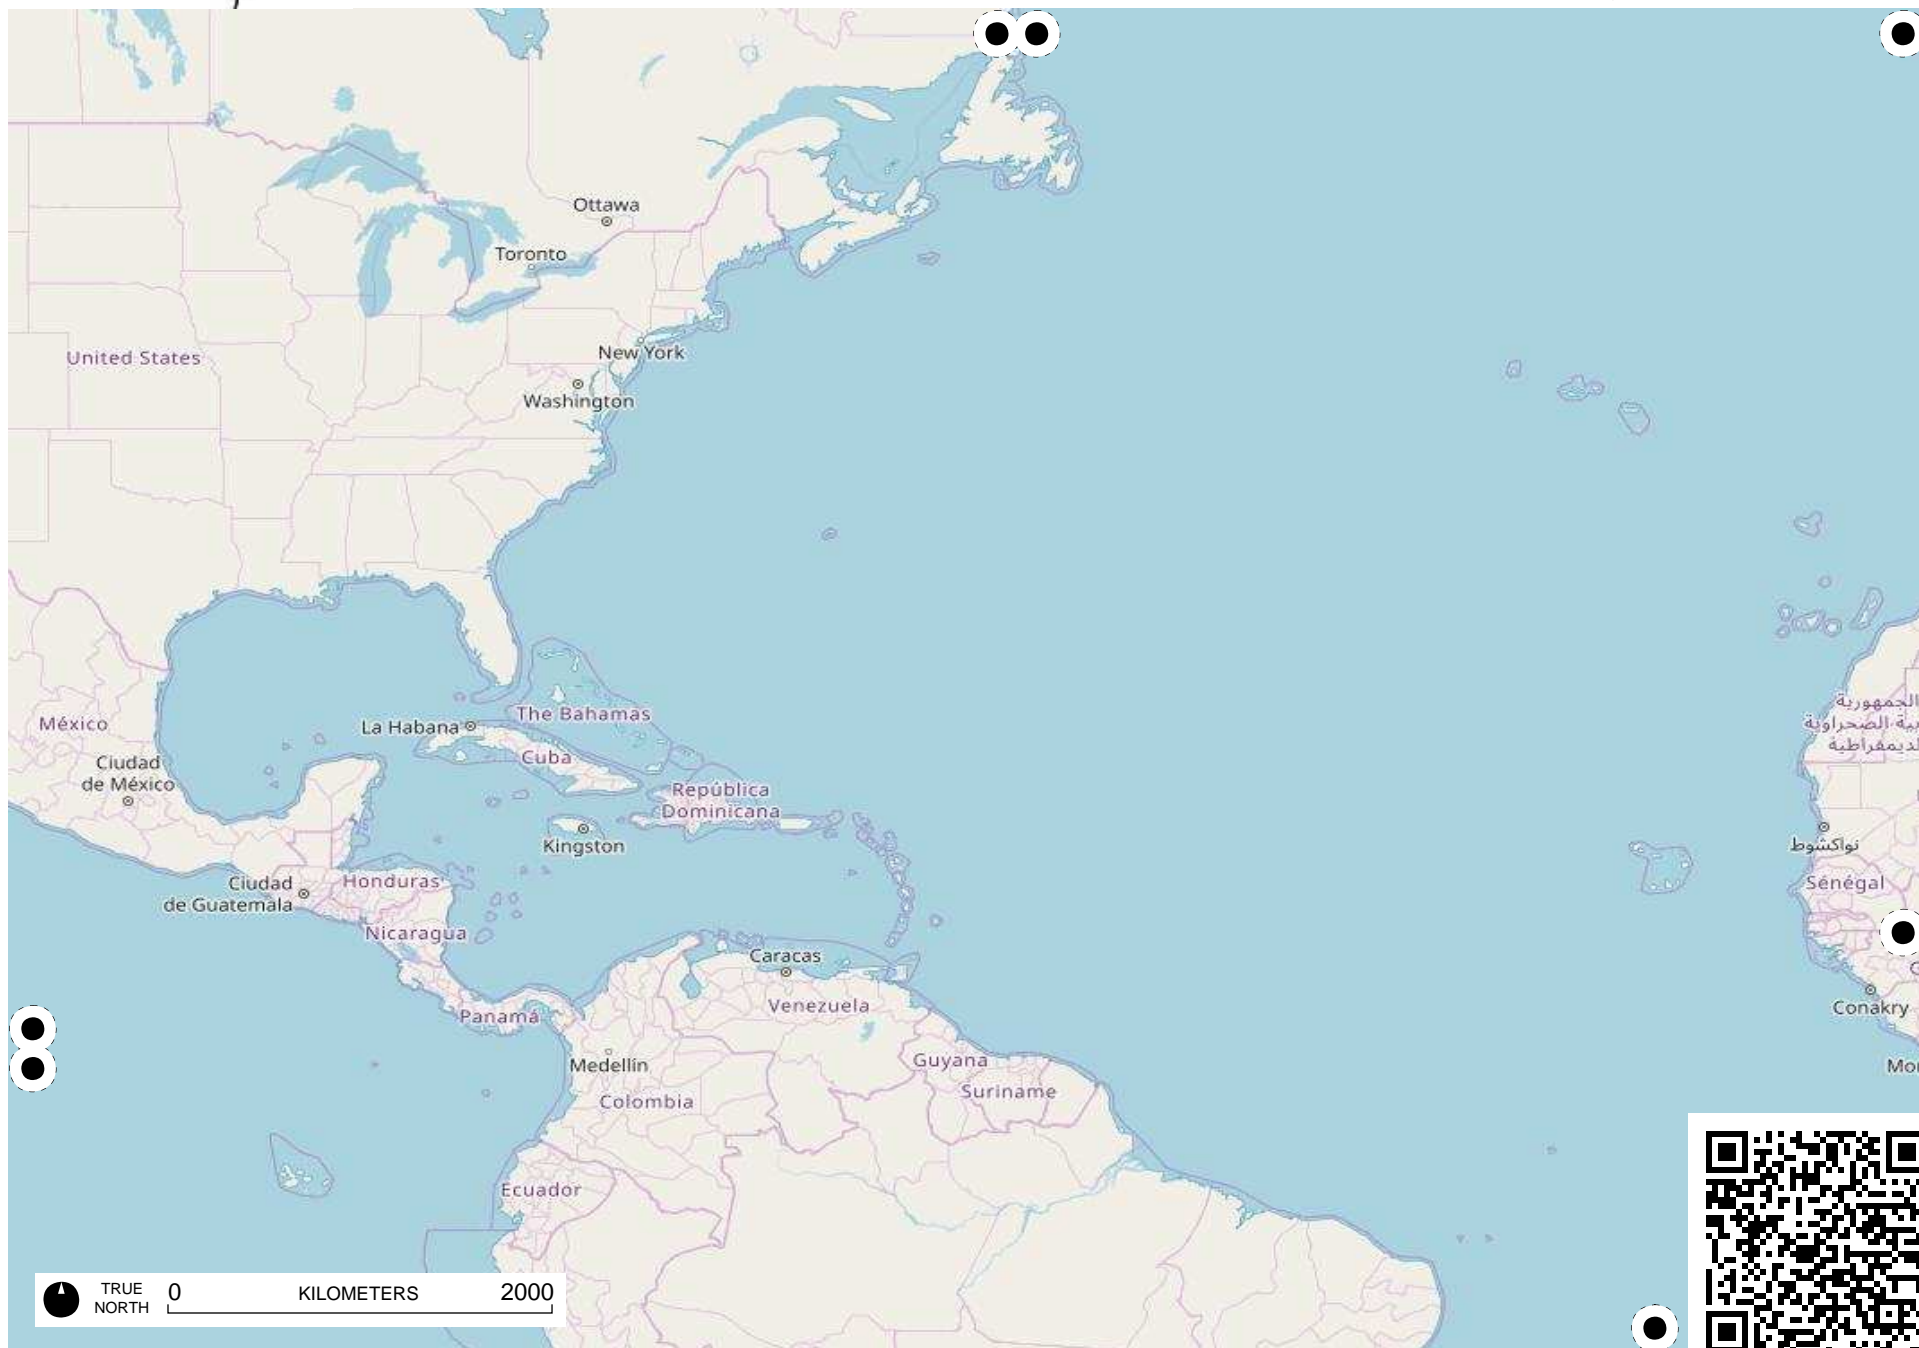 Ottawa
Toronto
United States
New York
Washington
The Bahamas
La Habana
México
Cuba
Ciudad
de México
República
Dominicana
Kingston
نواكشوط
Ciudad
de Guatemala
Honduras
Sénégal
Nicaragua
Caracas
Venezuela
Conakry
Panamá
Medellín
Guyana
Colombia
Suriname
Ecuador
TRUE
NORTH
0 KILOMETERS 2000